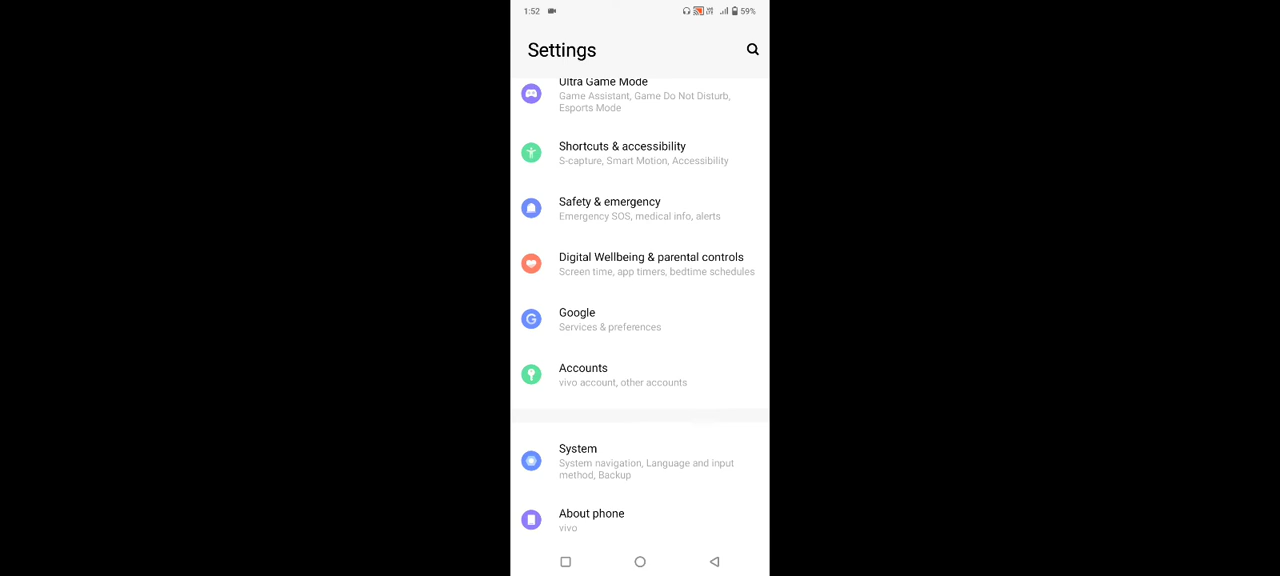 1:52 59%
Settings
Ultra Game Mode
Game Assistant, Game Do Not Disturb,
Esports Mode
Shortcuts & accessibility
S-capture, Smart Motion, Accessibility
Safety & emergency
Emergency SOS, medical info, alerts
Digital Wellbeing & parental controls
Screen time, app timers, bedtime schedules
Google
Services & preferences
Accounts
vivo account, other accounts
System
System navigation, Language and input
method, Backup
About phone
vivo